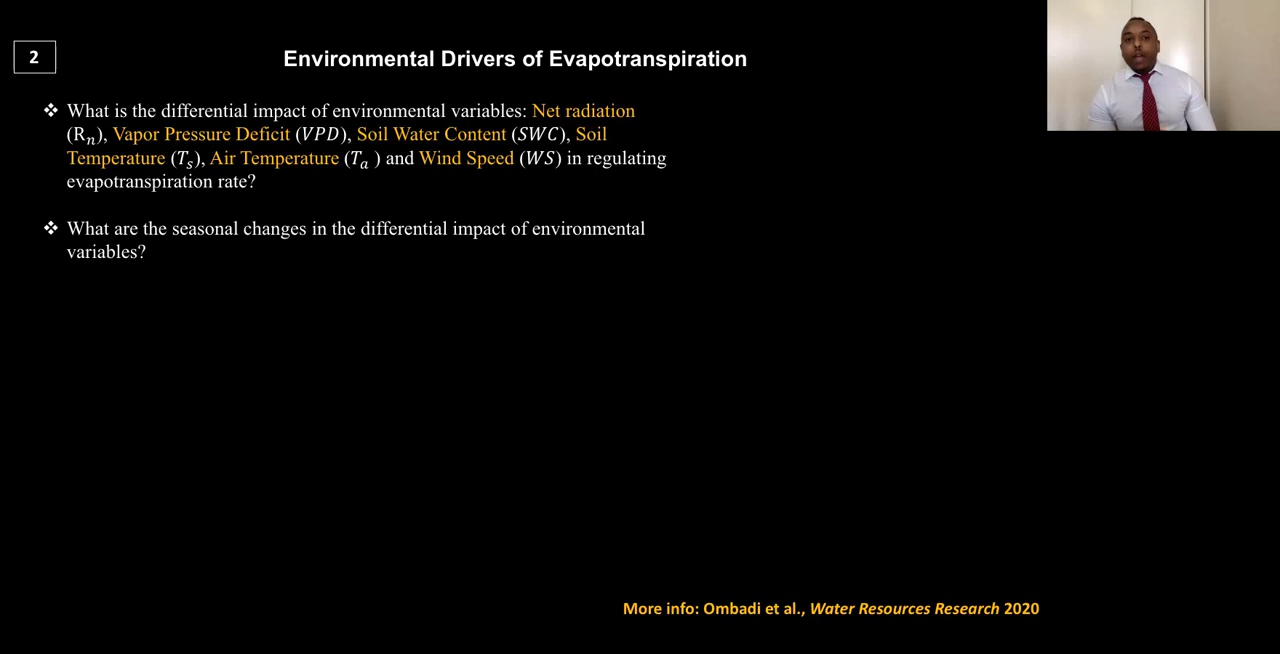 2
Environmental Drivers of Evapotranspiration
❖ What is the differential impact of environmental variables: Net radiation
(Rₙ), Vapor Pressure Deficit (VPD), Soil Water Content (SWC), Soil
Temperature (Tₛ), Air Temperature (Tₐ ) and Wind Speed (WS) in regulating
evapotranspiration rate?
❖ What are the seasonal changes in the differential impact of environmental
variables?
More info: Ombadi et al., Water Resources Research 2020